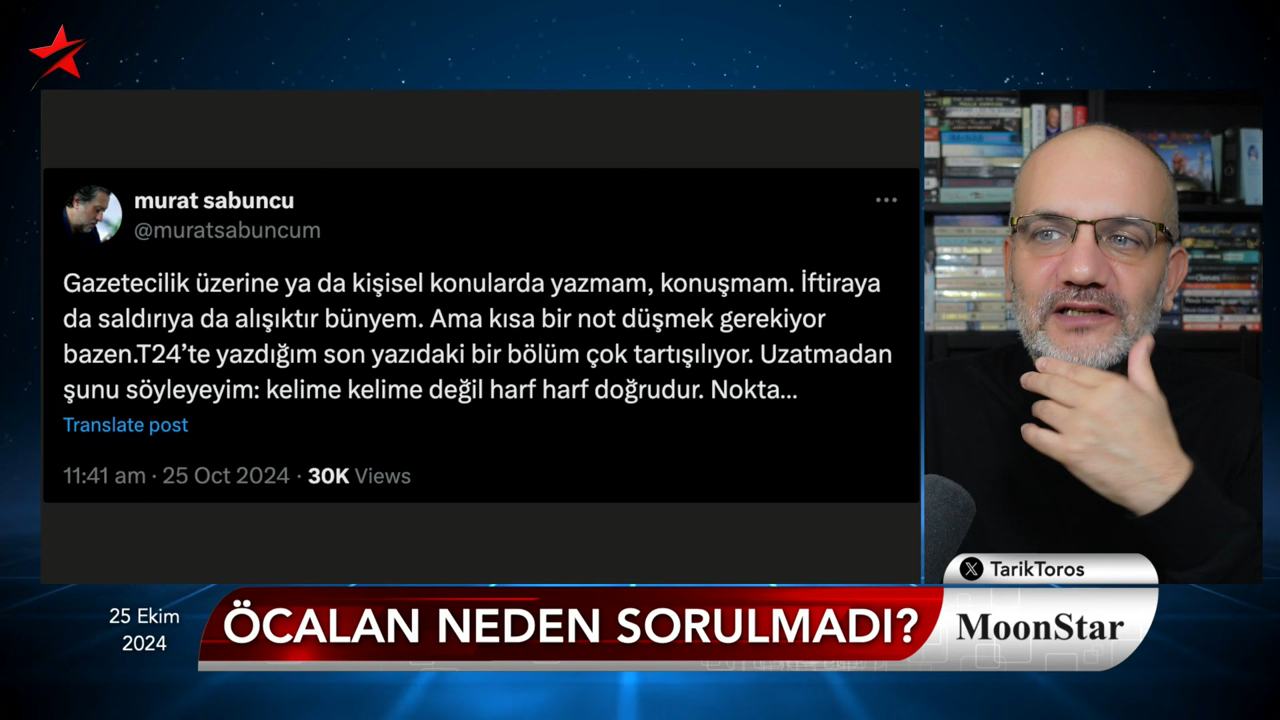 murat sabuncu
@muratsabuncum
Gazetecilik üzerine ya da kişisel konularda yazmam, konuşmam. İftiraya
da saldırıya da alışıktır bünyem. Ama kısa bir not düşmek gerekiyor
bazen.T24’te yazdığım son yazıdaki bir bölüm çok tartışılıyor. Uzatmadan
şunu söyleyeyim: kelime kelime değil harf harf doğrudur. Nokta...
Translate post
11:41 am · 25 Oct 2024 · 30K Views
TarikToros
25 Ekim
2024
ÖCALAN NEDEN SORULMADI?
MoonStar